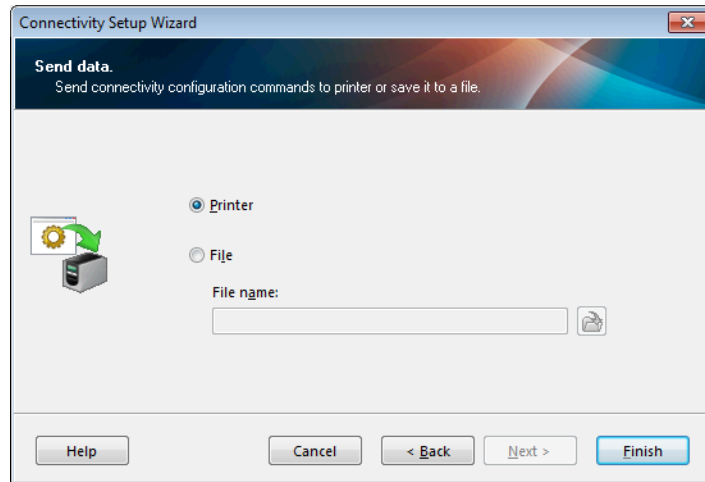 Connectivity Setup Wizard
Send data.
Send connectivity configuration commands to printer or save it to a file.
Printer
File
File name:
Help
Cancel
< Back
Next >
Finish